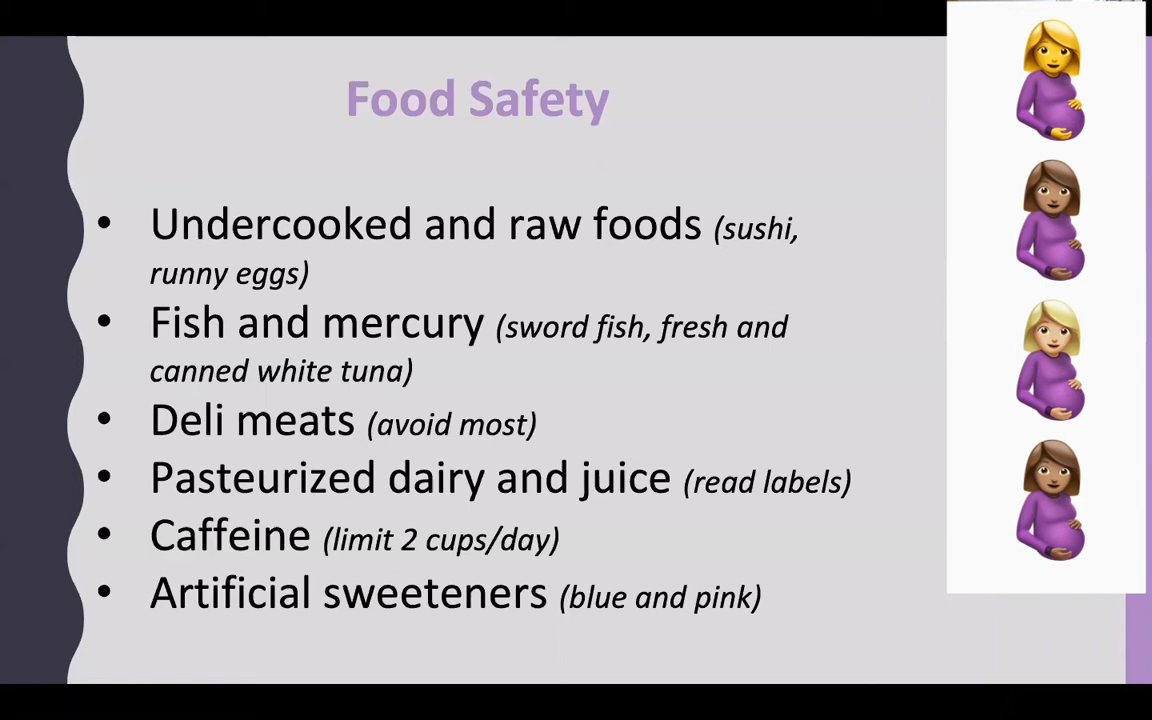 Food Safety
• Undercooked and raw foods (sushi,
runny eggs)
• Fish and mercury (sword fish, fresh and
canned white tuna)
• Deli meats (avoid most)
• Pasteurized dairy and juice (read labels)
• Caffeine (limit 2 cups/day)
• Artificial sweeteners (blue and pink)